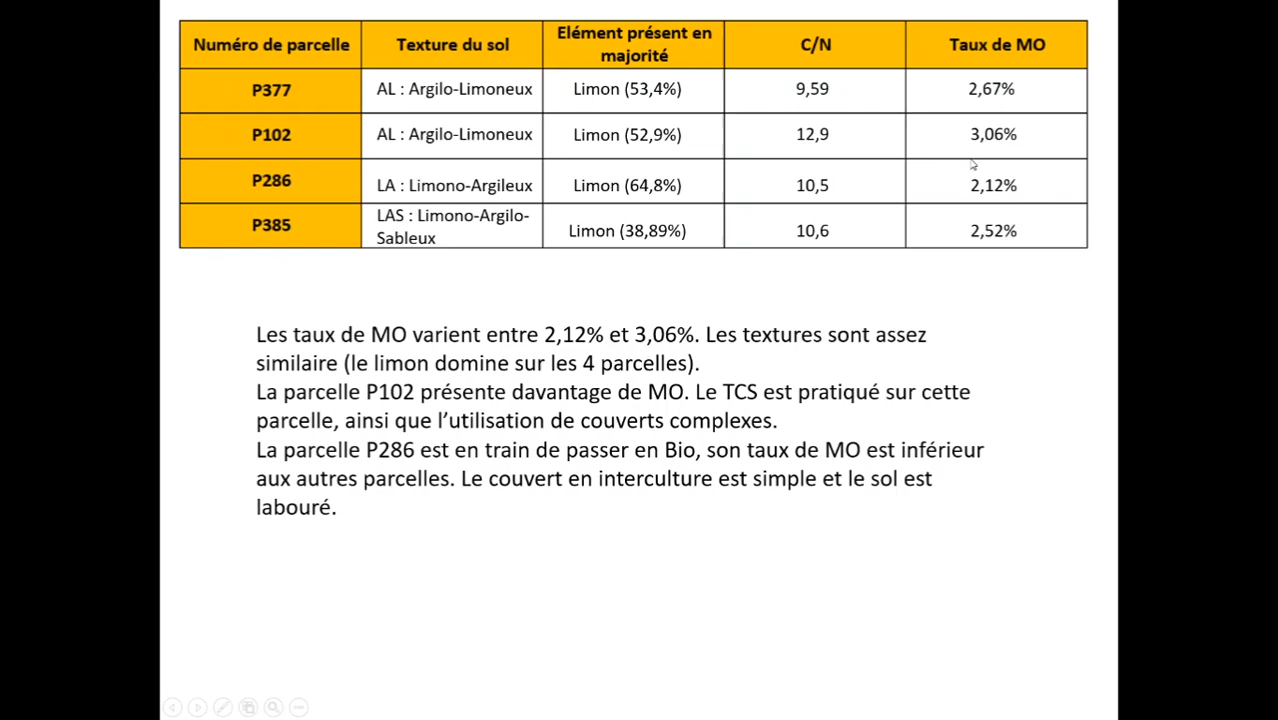 Numéro de parcelle
Texture du sol
Elément présent en
majorité
C/N
Taux de MO
P377
AL : Argilo-Limoneux
Limon (53,4%)
9,59
2,67%
P102
AL : Argilo-Limoneux
Limon (52,9%)
12,9
3,06%
P286
LA : Limono-Argileux
Limon (64,8%)
10,5
2,12%
P385
LAS : Limono-Argilo-
Sableux
Limon (38,89%)
10,6
2,52%
Les taux de MO varient entre 2,12% et 3,06%. Les textures sont assez
similaire (le limon domine sur les 4 parcelles).
La parcelle P102 présente davantage de MO. Le TCS est pratiqué sur cette
parcelle, ainsi que l’utilisation de couverts complexes.
La parcelle P286 est en train de passer en Bio, son taux de MO est inférieur
aux autres parcelles. Le couvert en interculture est simple et le sol est
labouré.